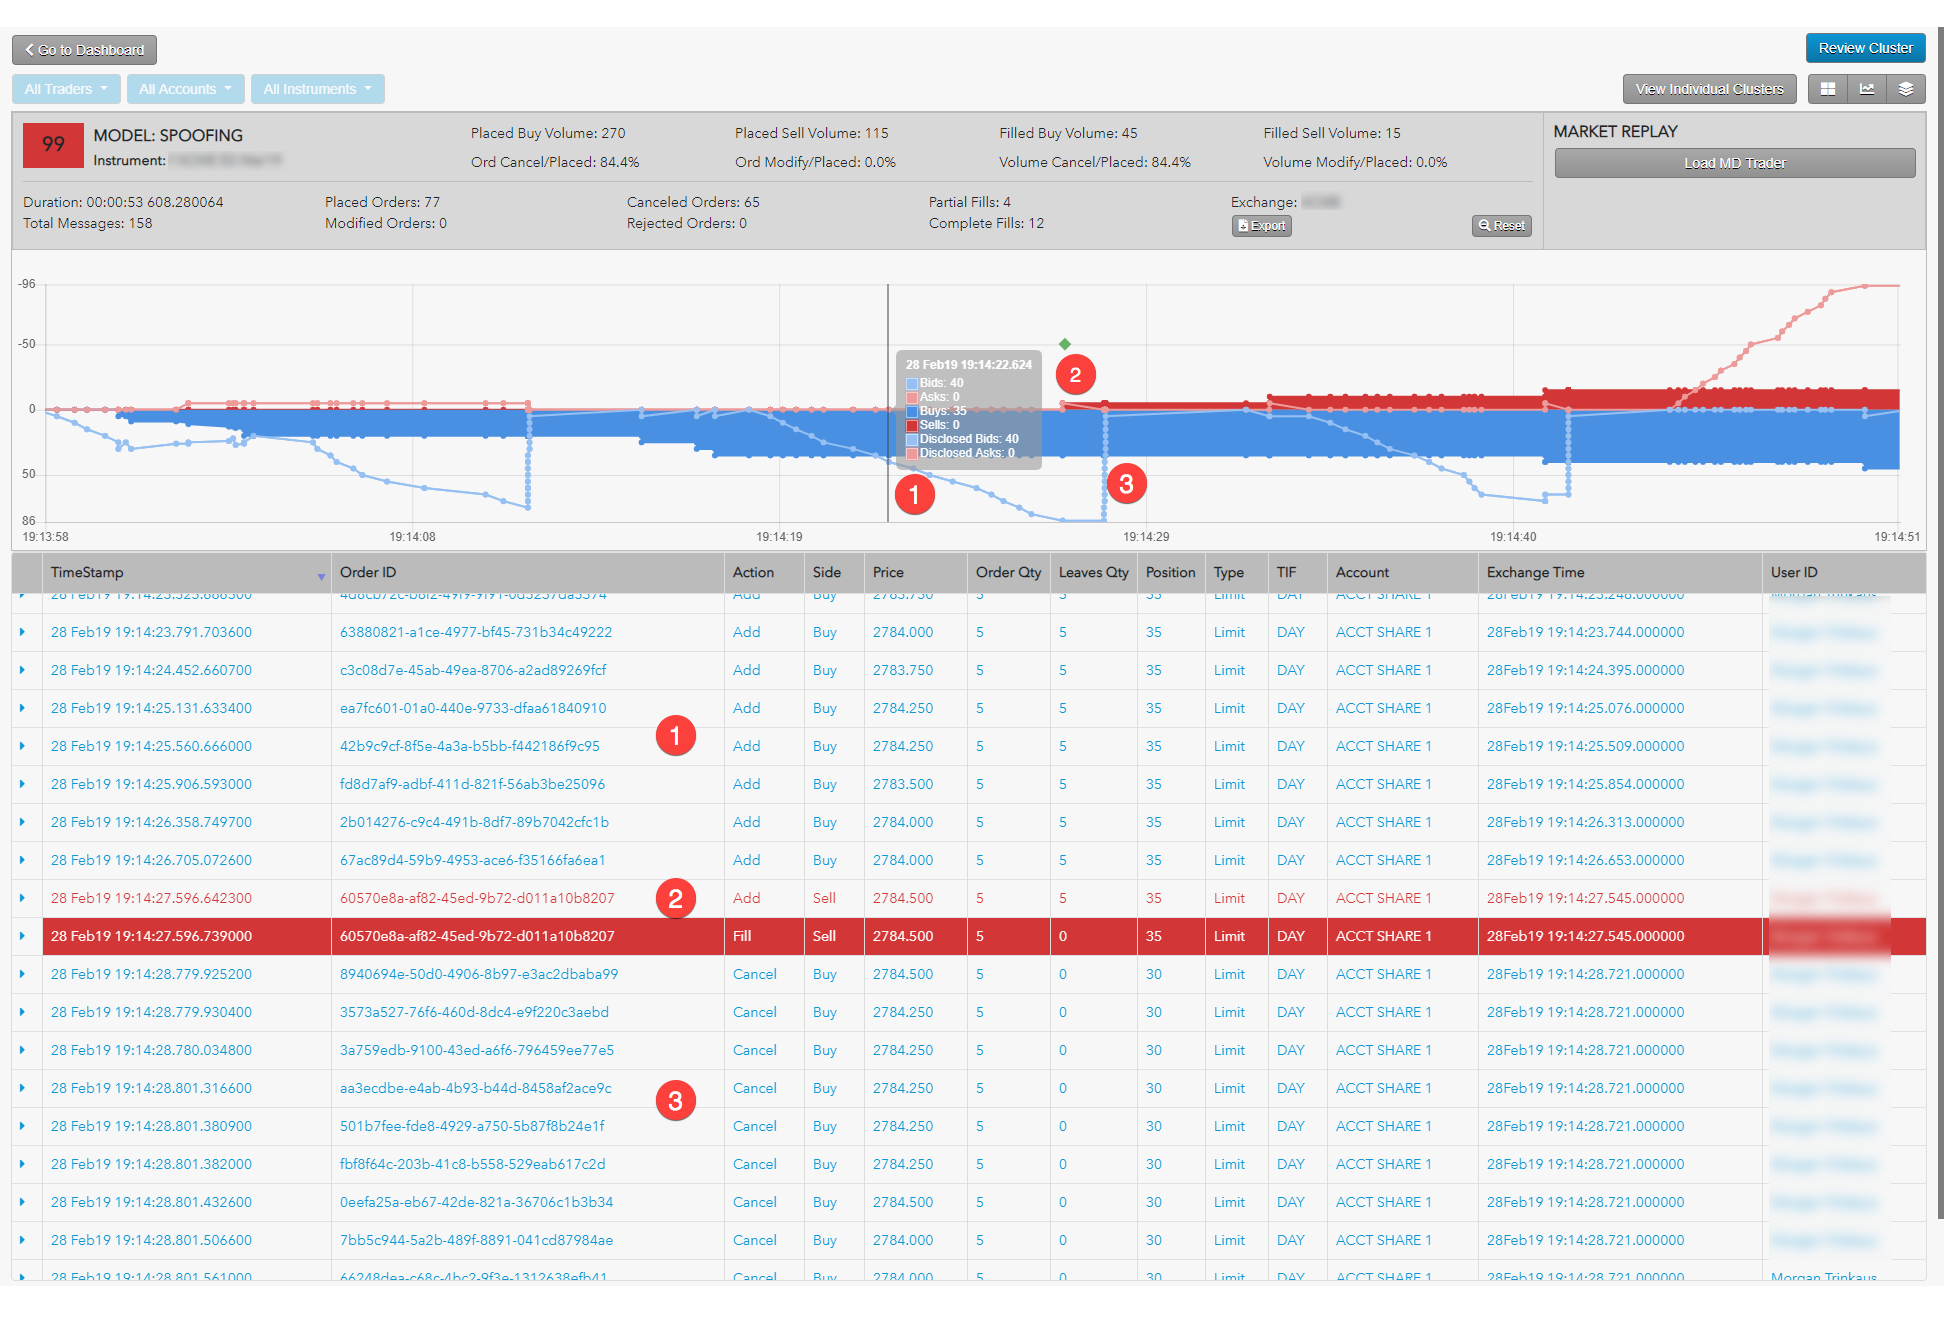 Go to Dashboard
Review Cluster
All Traders All Accounts All Instruments
View Individual Clusters
99
MODEL: SPOOFING
Instrument:
Placed Buy Volume: 270 Placed Sell Volume: 115 Filled Buy Volume: 45 Filled Sell Volume: 15
Ord Cancel/Placed: 84.4% Ord Modify/Placed: 0.0% Volume Cancel/Placed: 84.4% Volume Modify/Placed: 0.0%
MARKET REPLAY
Load MD Trader
Duration: 00:00:53 608.280064 Placed Orders: 77 Canceled Orders: 65 Partial Fills: 4 Exchange:
Total Messages: 158 Modified Orders: 0 Rejected Orders: 0 Complete Fills: 12
Export Reset
-96
-50
0
50
86
28 Feb19 19:14:22.624
Bids: 40
Asks: 0
Buys: 35
Sells: 0
Disclosed Bids: 40
Disclosed Asks: 0
2
1
3
19:13:58 19:14:08 19:14:19 19:14:29 19:14:40 19:14:51
TimeStamp Order ID Action Side Price Order Qty Leaves Qty Position Type TIF Account Exchange Time User ID
28 Feb19 19:14:23.791.703600 63880821-a1ce-4977-bf45-731b34c49222 Add Buy 2784.000 5 5 35 Limit DAY ACCT SHARE 1 28Feb19 19:14:23.744.000000
28 Feb19 19:14:24.452.660700 c3c08d7e-45ab-49ea-8706-a2ad89269fcf Add Buy 2783.750 5 5 35 Limit DAY ACCT SHARE 1 28Feb19 19:14:24.395.000000
28 Feb19 19:14:25.131.633400 ea7fc601-01a0-440e-9733-dfaa61840910 Add Buy 2784.250 5 5 35 Limit DAY ACCT SHARE 1 28Feb19 19:14:25.076.000000
28 Feb19 19:14:25.560.666000 42b9c9cf-8f5e-4a3a-b5bb-f442186f9c95 1 Add Buy 2784.250 5 5 35 Limit DAY ACCT SHARE 1 28Feb19 19:14:25.509.000000
28 Feb19 19:14:25.906.593000 fd8d7af9-adbf-411d-821f-56ab3be25096 Add Buy 2783.500 5 5 35 Limit DAY ACCT SHARE 1 28Feb19 19:14:25.854.000000
28 Feb19 19:14:26.358.749700 2b014276-c9c4-491b-8df7-89b7042cfc1b Add Buy 2784.000 5 5 35 Limit DAY ACCT SHARE 1 28Feb19 19:14:26.313.000000
28 Feb19 19:14:26.705.072600 67ac89d4-59b9-4953-ace6-f35166fa6ea1 Add Buy 2784.000 5 5 35 Limit DAY ACCT SHARE 1 28Feb19 19:14:26.653.000000
28 Feb19 19:14:27.596.642300 60570e8a-af82-45ed-9b72-d011a10b8207 2 Add Sell 2784.500 5 5 35 Limit DAY ACCT SHARE 1 28Feb19 19:14:27.545.000000
28 Feb19 19:14:27.596.739000 60570e8a-af82-45ed-9b72-d011a10b8207 Fill Sell 2784.500 5 0 35 Limit DAY ACCT SHARE 1 28Feb19 19:14:27.545.000000
28 Feb19 19:14:28.779.925200 8940694e-50d0-4906-8b97-e3ac2dbaba99 Cancel Buy 2784.500 5 0 30 Limit DAY ACCT SHARE 1 28Feb19 19:14:28.721.000000
28 Feb19 19:14:28.779.930400 3573a527-76f6-460d-8dc4-e9f220c3aebd Cancel Buy 2784.500 5 0 30 Limit DAY ACCT SHARE 1 28Feb19 19:14:28.721.000000
28 Feb19 19:14:28.780.034800 3a759edb-9100-43ed-a6f6-796459ee77e5 Cancel Buy 2784.250 5 0 30 Limit DAY ACCT SHARE 1 28Feb19 19:14:28.721.000000
28 Feb19 19:14:28.801.316600 aa3ecdbe-e4ab-4b93-b44d-8458af2ace9c 3 Cancel Buy 2784.250 5 0 30 Limit DAY ACCT SHARE 1 28Feb19 19:14:28.721.000000
28 Feb19 19:14:28.801.380900 501b7fee-fde8-4929-a750-5b87f8b24e1f Cancel Buy 2784.250 5 0 30 Limit DAY ACCT SHARE 1 28Feb19 19:14:28.721.000000
28 Feb19 19:14:28.801.382000 fbf8f64c-203b-41c8-b558-529eab617c2d Cancel Buy 2784.250 5 0 30 Limit DAY ACCT SHARE 1 28Feb19 19:14:28.721.000000
28 Feb19 19:14:28.801.432600 0eefa25a-eb67-42de-821a-36706c1b3b34 Cancel Buy 2784.500 5 0 30 Limit DAY ACCT SHARE 1 28Feb19 19:14:28.721.000000
28 Feb19 19:14:28.801.506600 7bb5c944-5a2b-489f-8891-041cd87984ae Cancel Buy 2784.000 5 0 30 Limit DAY ACCT SHARE 1 28Feb19 19:14:28.721.000000
28 Feb19 19:14:28.801.561000 66248dea-c68c-4bc2-9f3e-1312638efb41 Cancel Buy 2784.000 5 0 30 Limit DAY ACCT SHARE 1 28Feb19 19:14:28.721.000000 Morgan Trinkaus